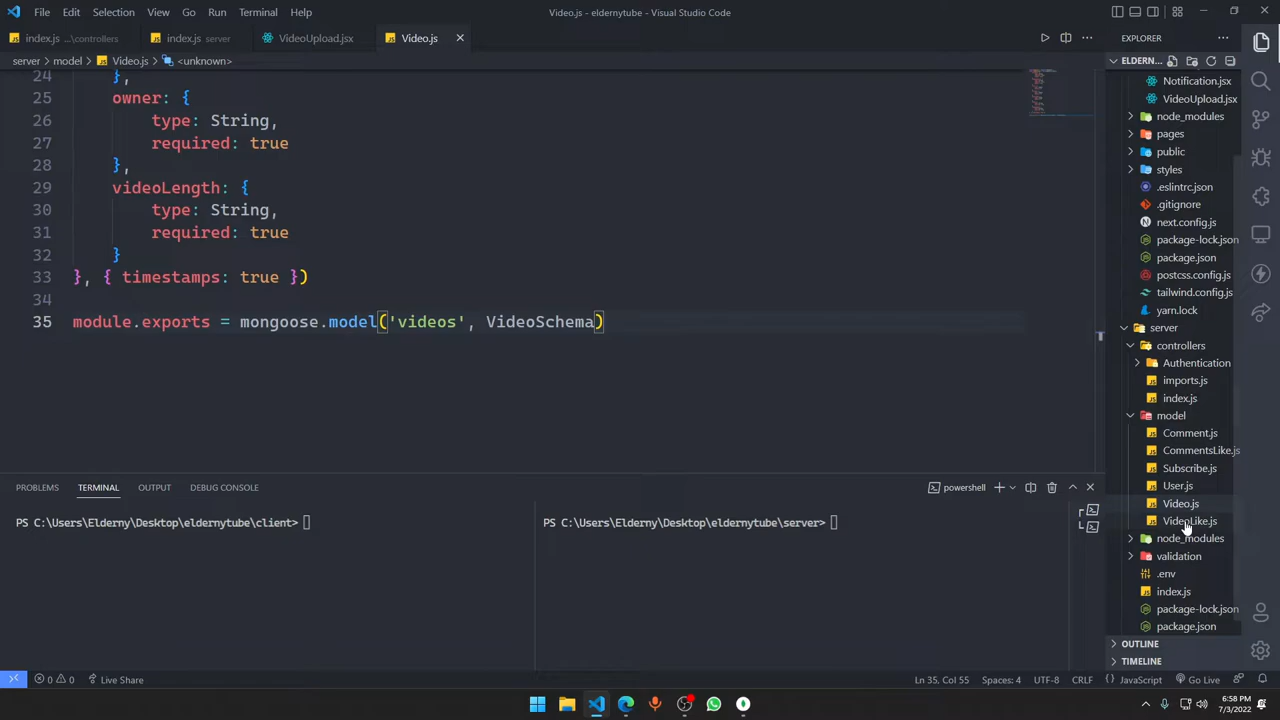 File Edit Selection View Go Run Terminal Help
Video.js - eldernytube - Visual Studio Code
index.js ...\controllers
index.js server
VideoUpload.jsx
Video.js
server > model > Video.js > <unknown>
24 },
25 owner: {
26 type: String,
27 required: true
28 },
29 videoLength: {
30 type: String,
31 required: true
32 }
33 }, { timestamps: true })
34
35 module.exports = mongoose.model('videos', VideoSchema)
PROBLEMS TERMINAL OUTPUT DEBUG CONSOLE
powershell
PS C:\Users\Elderny\Desktop\eldernytube\client>
PS C:\Users\Elderny\Desktop\eldernytube\server>
EXPLORER
ELDERN...
Notification.jsx
VideoUpload.jsx
node_modules
pages
public
styles
.eslintrc.json
.gitignore
next.config.js
package-lock.json
package.json
postcss.config.js
tailwind.config.js
yarn.lock
server
controllers
Authentication
imports.js
index.js
model
Comment.js
CommentsLike.js
Subscribe.js
User.js
Video.js
VideoLike.js
node_modules
validation
.env
index.js
package-lock.json
package.json
OUTLINE
TIMELINE
0 0 Live Share
Ln 35, Col 55 Spaces: 4 UTF-8 CRLF JavaScript Go Live
6:58 PM
7/3/2022